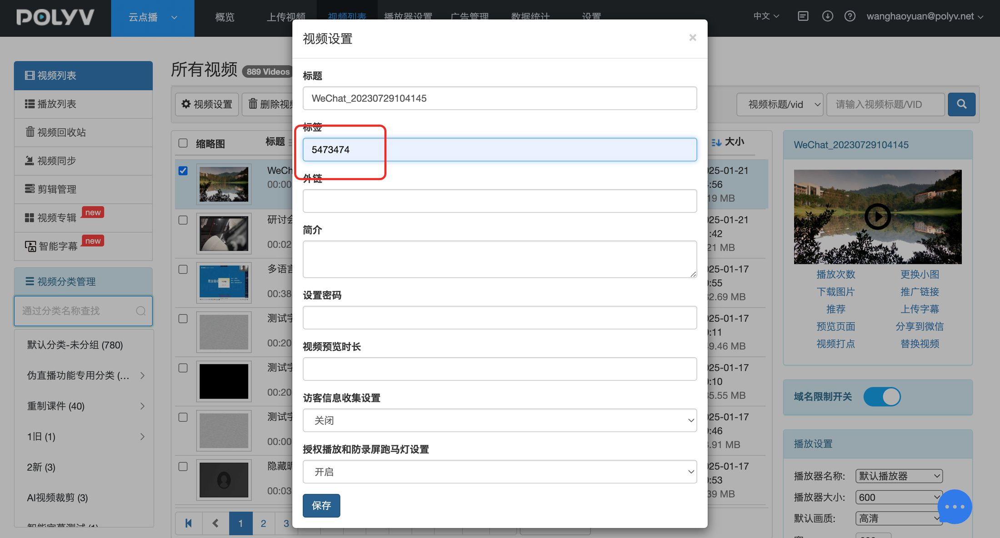 POLYV
云点播
概览
上传视频
视频列表
播放器设置
广告管理
数据统计
设置
中文
wanghaoyuan@polyv.net
视频列表
播放列表
视频回收站
视频同步
剪辑管理
视频专辑 new
智能字幕 new
视频分类管理
通过分类名称查找
默认分类-未分组 (780)
伪直播功能专用分类 (...
重制课件 (40)
1旧 (1)
2新 (3)
AI视频裁剪 (3)
智能字幕测试 (1)
所有视频 889 Videos
视频设置
删除视
视频标题/vid
请输入视频标题/VID
缩略图
标题
大小
WeCh
00:00
25-01-21
:56
19 MB
研讨会
00:02
25-01-21
:42
21 MB
多语言
00:38
25-01-17
:55
2.69 MB
测试字
00:20
25-01-17
:11
9.46 MB
测试字
00:20
25-01-17
:10
5.55 MB
测试字
00:00
25-01-17
:46
.91 MB
隐藏昵
00:03
25-01-17
:53
39 MB
1
2
3
视频设置
×
标题
WeChat_20230729104145
标签
5473474
外链
简介
设置密码
视频预览时长
访客信息收集设置
关闭
授权播放和防录屏跑马灯设置
开启
保存
WeChat_20230729104145
播放次数
更换小图
下载图片
推广链接
推荐
上传字幕
预览页面
分享到微信
视频打点
替换视频
域名限制开关
播放设置
播放器名称: 默认播放器
播放器大小: 600
默认画质: 高清